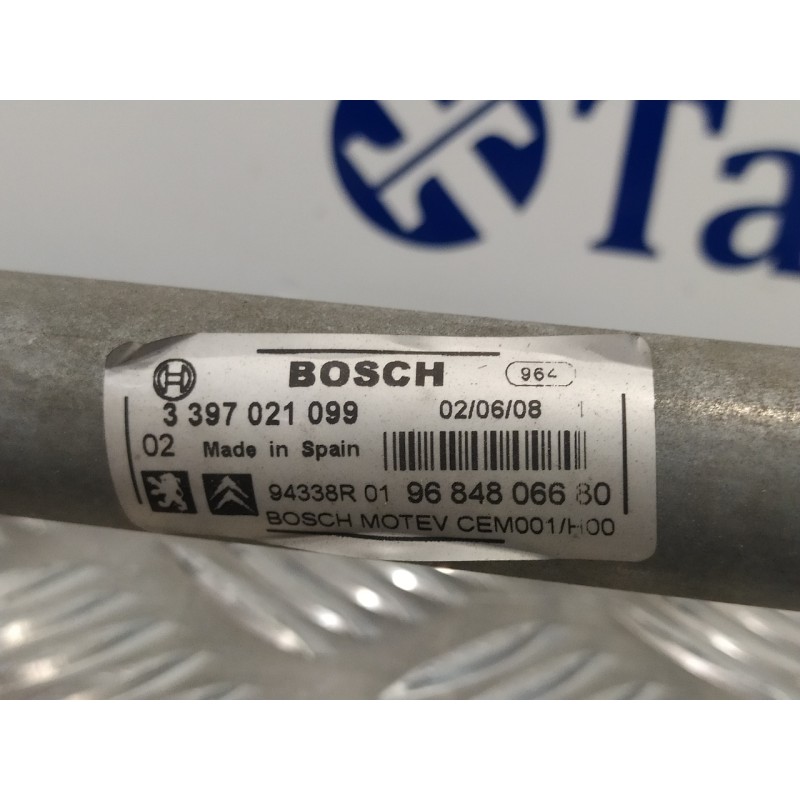 Ta
BOSCH 964
3 397 021 099 02/06/08 1
02 Made in Spain
94338R 01 96 848 066 80
BOSCH MOTEV CEM001/H00